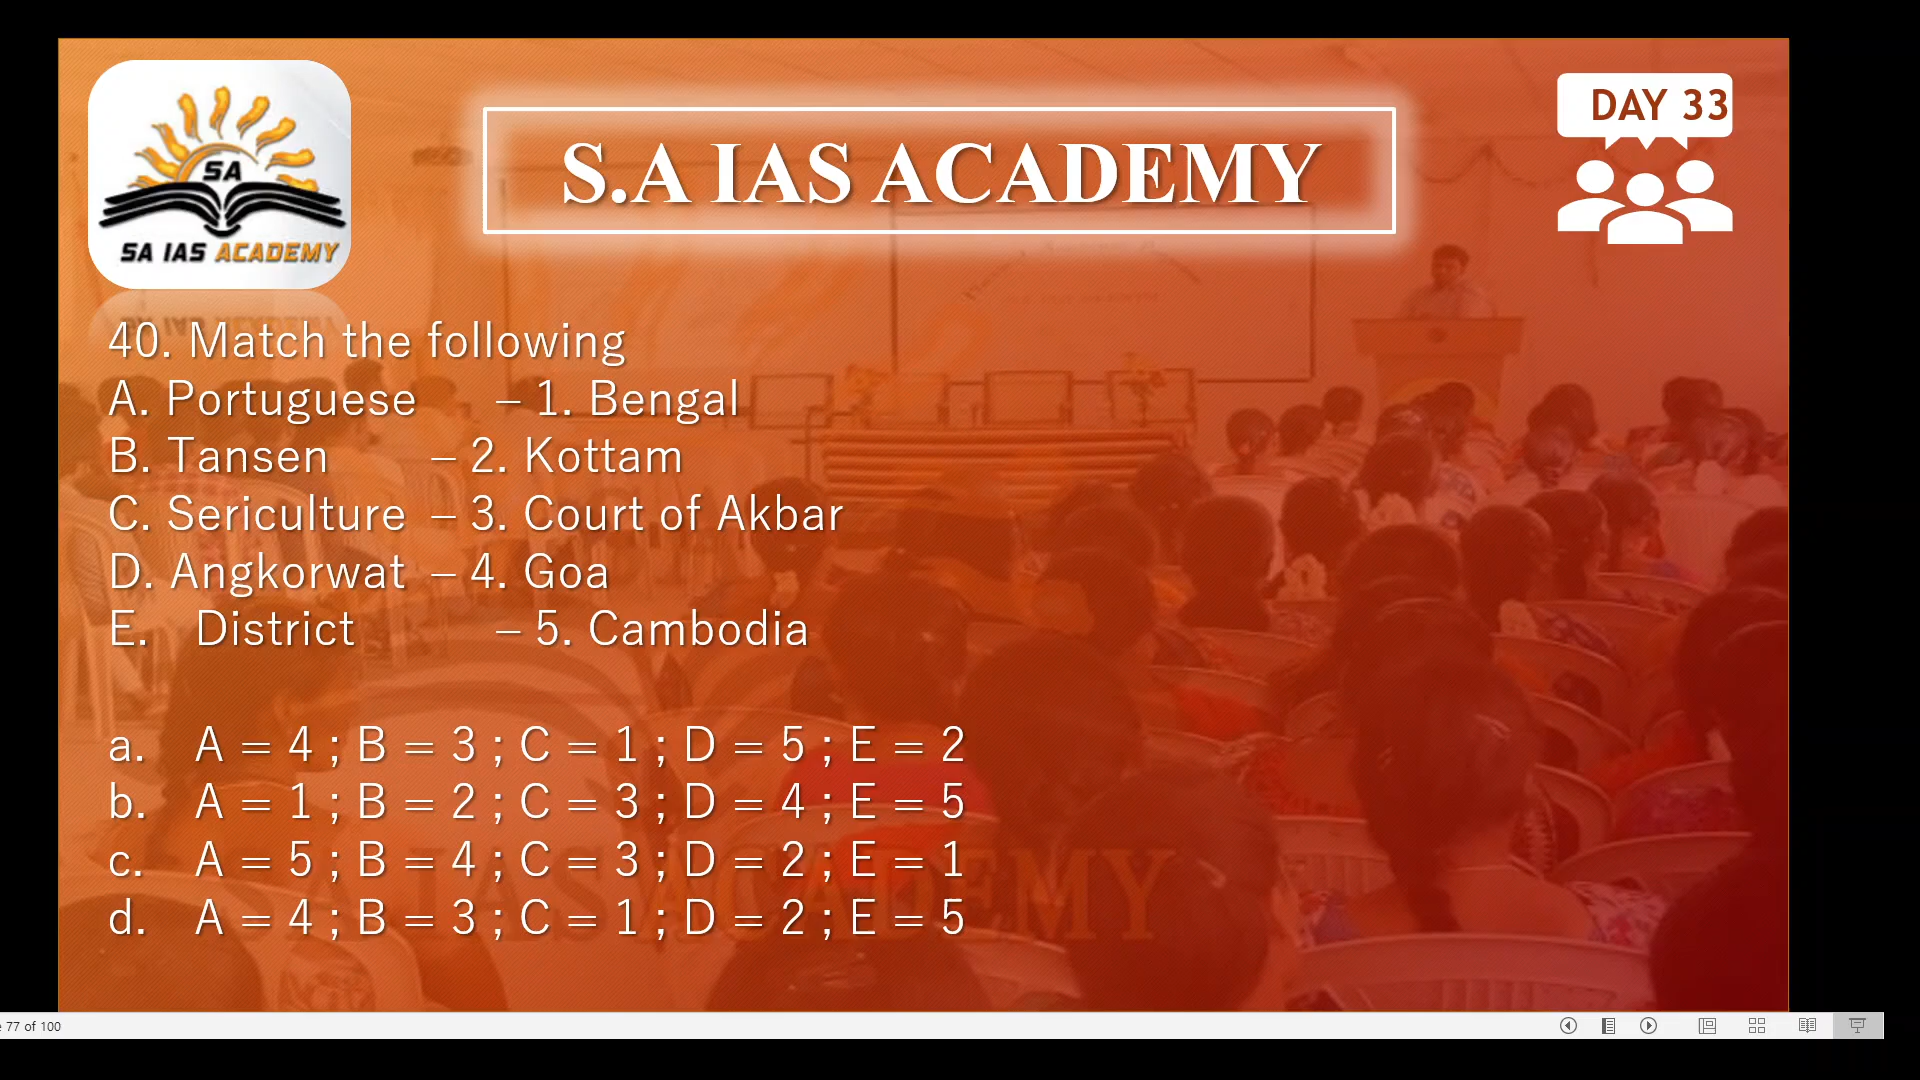 SA
SA IAS ACADEMY
S.A IAS ACADEMY
DAY 33
40. Match the following
A. Portuguese – 1. Bengal
B. Tansen – 2. Kottam
C. Sericulture – 3. Court of Akbar
D. Angkorwat – 4. Goa
E. District – 5. Cambodia
a. A = 4 ; B = 3 ; C = 1 ; D = 5 ; E = 2
b. A = 1 ; B = 2 ; C = 3 ; D = 4 ; E = 5
c. A = 5 ; B = 4 ; C = 3 ; D = 2 ; E = 1
d. A = 4 ; B = 3 ; C = 1 ; D = 2 ; E = 5
77 of 100